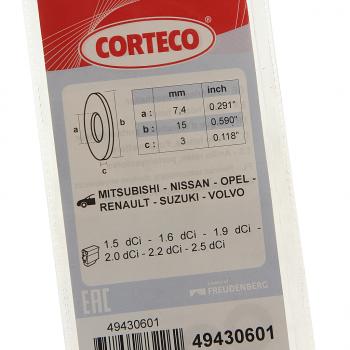 CORTECO
mm inch
a : 7,4 0.291"
b : 15 0.590"
c : 3 0.118"
a
b
c
MITSUBISHI - NISSAN - OPEL -
RENAULT - SUZUKI - VOLVO
1.5 dCi - 1.6 dCi - 1.9 dCi -
2.0 dCi - 2.2 dCi - 2.5 dCi
EAC
FREUDENBERG
49430601
49430601